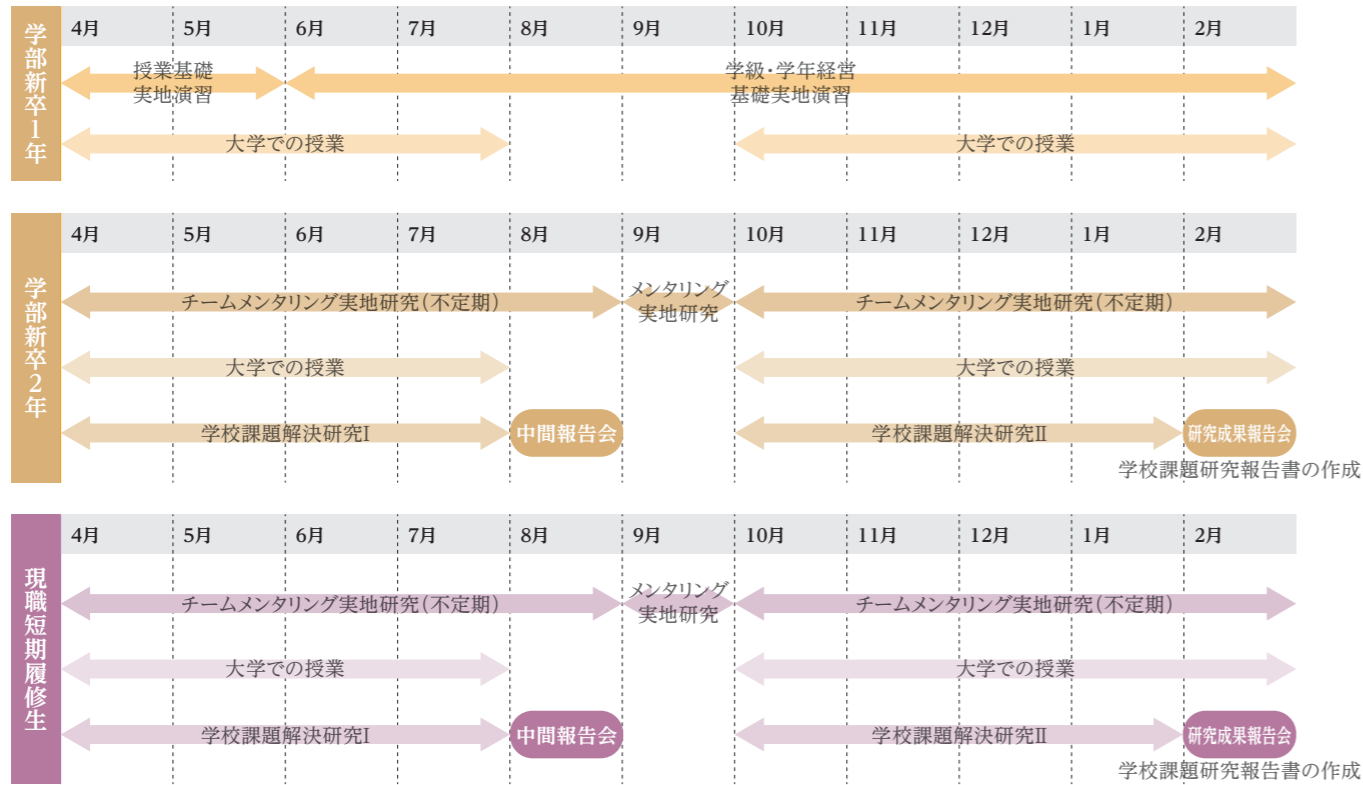 学部新卒1年
4月 5月 6月 7月 8月 9月 10月 11月 12月 1月 2月
授業基礎
実地演習
学級・学年経営
基礎実地演習
大学での授業 大学での授業
学部新卒2年
4月 5月 6月 7月 8月 9月 10月 11月 12月 1月 2月
チームメンタリング実地研究(不定期)
メンタリング
実地研究
チームメンタリング実地研究(不定期)
大学での授業 大学での授業
学校課題解決研究I 中間報告会 学校課題解決研究Ⅱ 研究成果報告会
学校課題研究報告書の作成
現職短期履修生
4月 5月 6月 7月 8月 9月 10月 11月 12月 1月 2月
チームメンタリング実地研究(不定期)
メンタリング
実地研究
チームメンタリング実地研究(不定期)
大学での授業 大学での授業
学校課題解決研究I 中間報告会 学校課題解決研究Ⅱ 研究成果報告会
学校課題研究報告書の作成